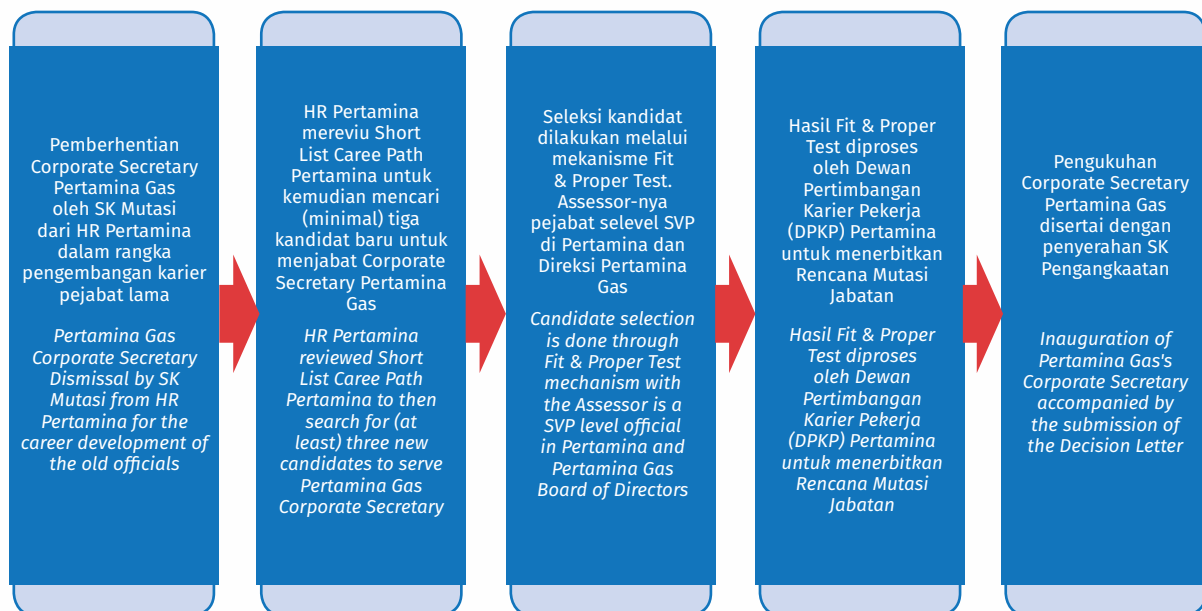 Pemberhentian
Corporate Secretary
Pertamina Gas
oleh SK Mutasi
dari HR Pertamina
dalam rangka
pengembangan karier
pejabat lama
Pertamina Gas
Corporate Secretary
Dismissal by SK
Mutasi from HR
Pertamina for the
career development of
the old officials
HR Pertamina
mereviu Short
List Caree Path
Pertamina untuk
kemudian mencari
(minimal) tiga
kandidat baru untuk
menjabat Corporate
Secretary Pertamina
Gas
HR Pertamina
reviewed Short
List Caree Path
Pertamina to then
search for (at
least) three new
candidates to serve
Pertamina Gas
Corporate Secretary
Seleksi kandidat
dilakukan melalui
mekanisme Fit
& Proper Test.
Assessor-nya
pejabat selevel SVP
di Pertamina dan
Direksi Pertamina
Gas
Candidate selection
is done through
Fit & Proper Test
mechanism with
the Assessor is a
SVP level official
in Pertamina and
Pertamina Gas
Board of Directors
Hasil Fit & Proper
Test diproses
oleh Dewan
Pertimbangan
Karier Pekerja
(DPKP) Pertamina
untuk menerbitkan
Rencana Mutasi
Jabatan
Hasil Fit & Proper
Test diproses
oleh Dewan
Pertimbangan
Karier Pekerja
(DPKP) Pertamina
untuk menerbitkan
Rencana Mutasi
Jabatan
Pengukuhan
Corporate Secretary
Pertamina Gas
disertai dengan
penyerahan SK
Pengangkaatan
Inauguration of
Pertamina Gas's
Corporate Secretary
accompanied by
the submission of
the Decision Letter